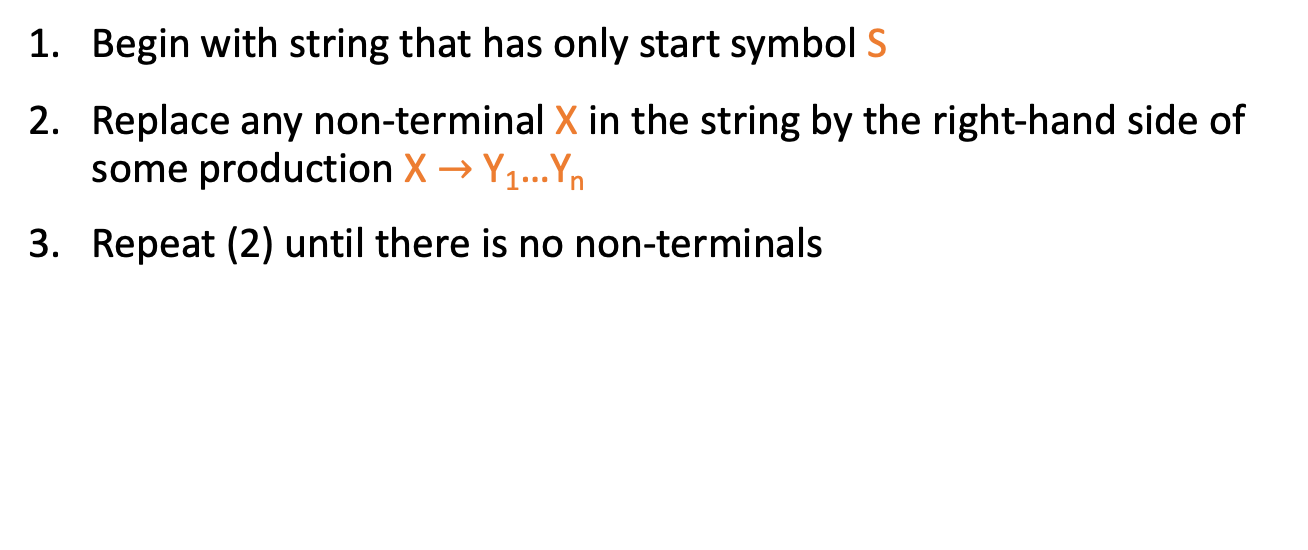 1. Begin with string that has only start symbol S
2. Replace any non-terminal X in the string by the right-hand side of
some production X → Y₁...Yₙ
3. Repeat (2) until there is no non-terminals